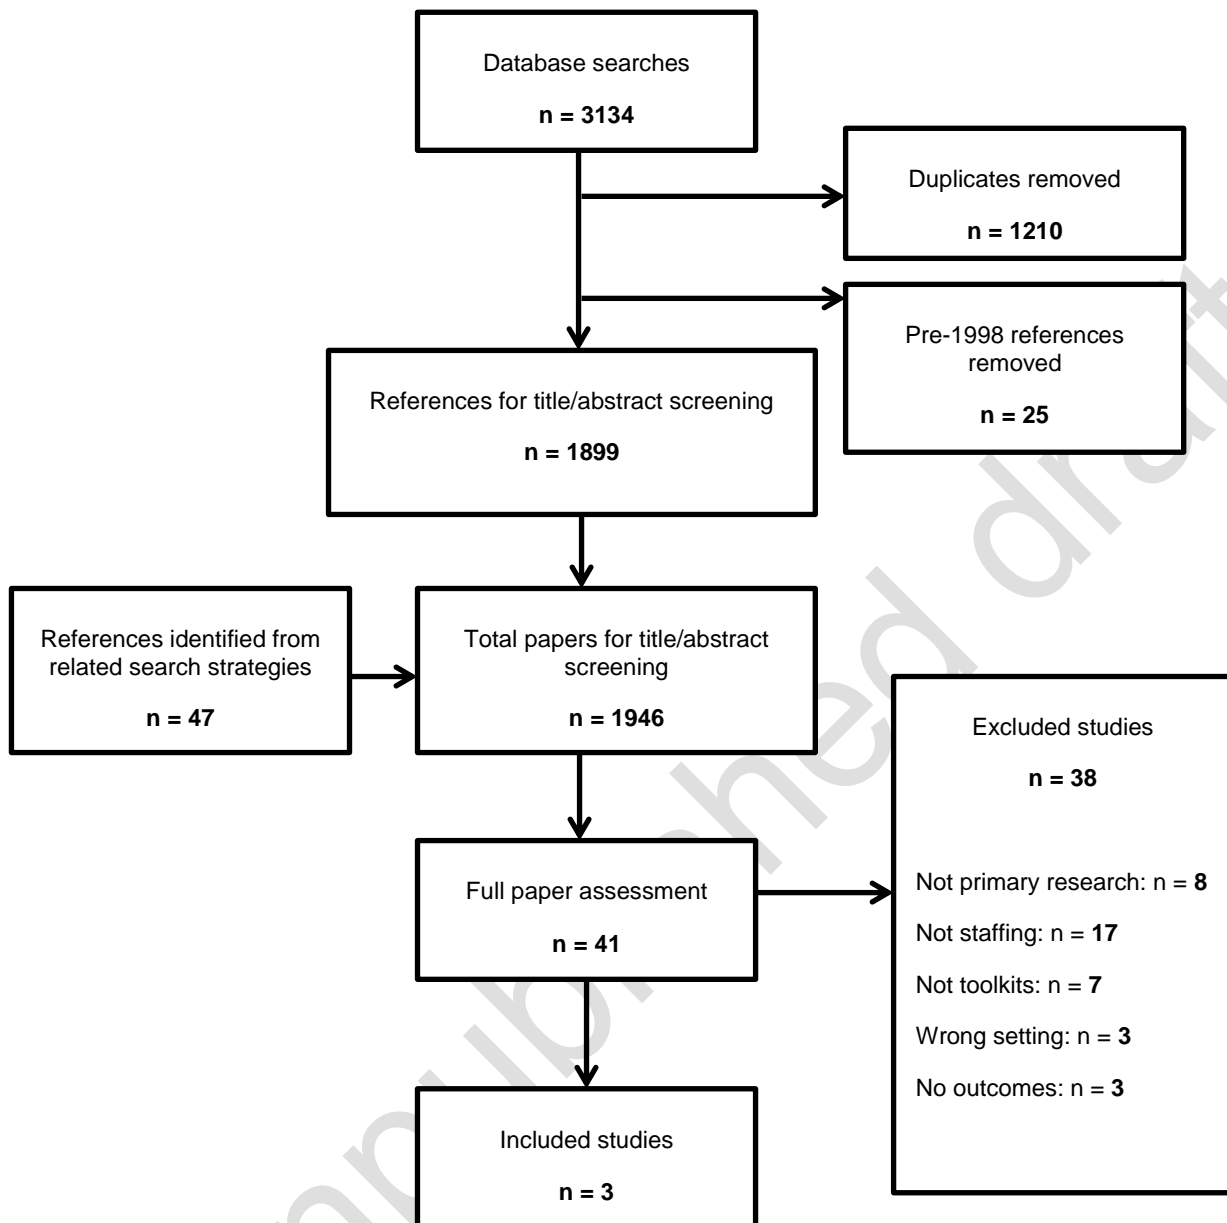 Database searches
n = 3134
Duplicates removed
n = 1210
Pre-1998 references
removed
n = 25
References for title/abstract screening
n = 1899
References identified from
related search strategies
n = 47
Total papers for title/abstract
screening
n = 1946
Excluded studies
n = 38
Not primary research: n = 8
Not staffing: n = 17
Not toolkits: n = 7
Wrong setting: n = 3
No outcomes: n = 3
Full paper assessment
n = 41
Included studies
n = 3